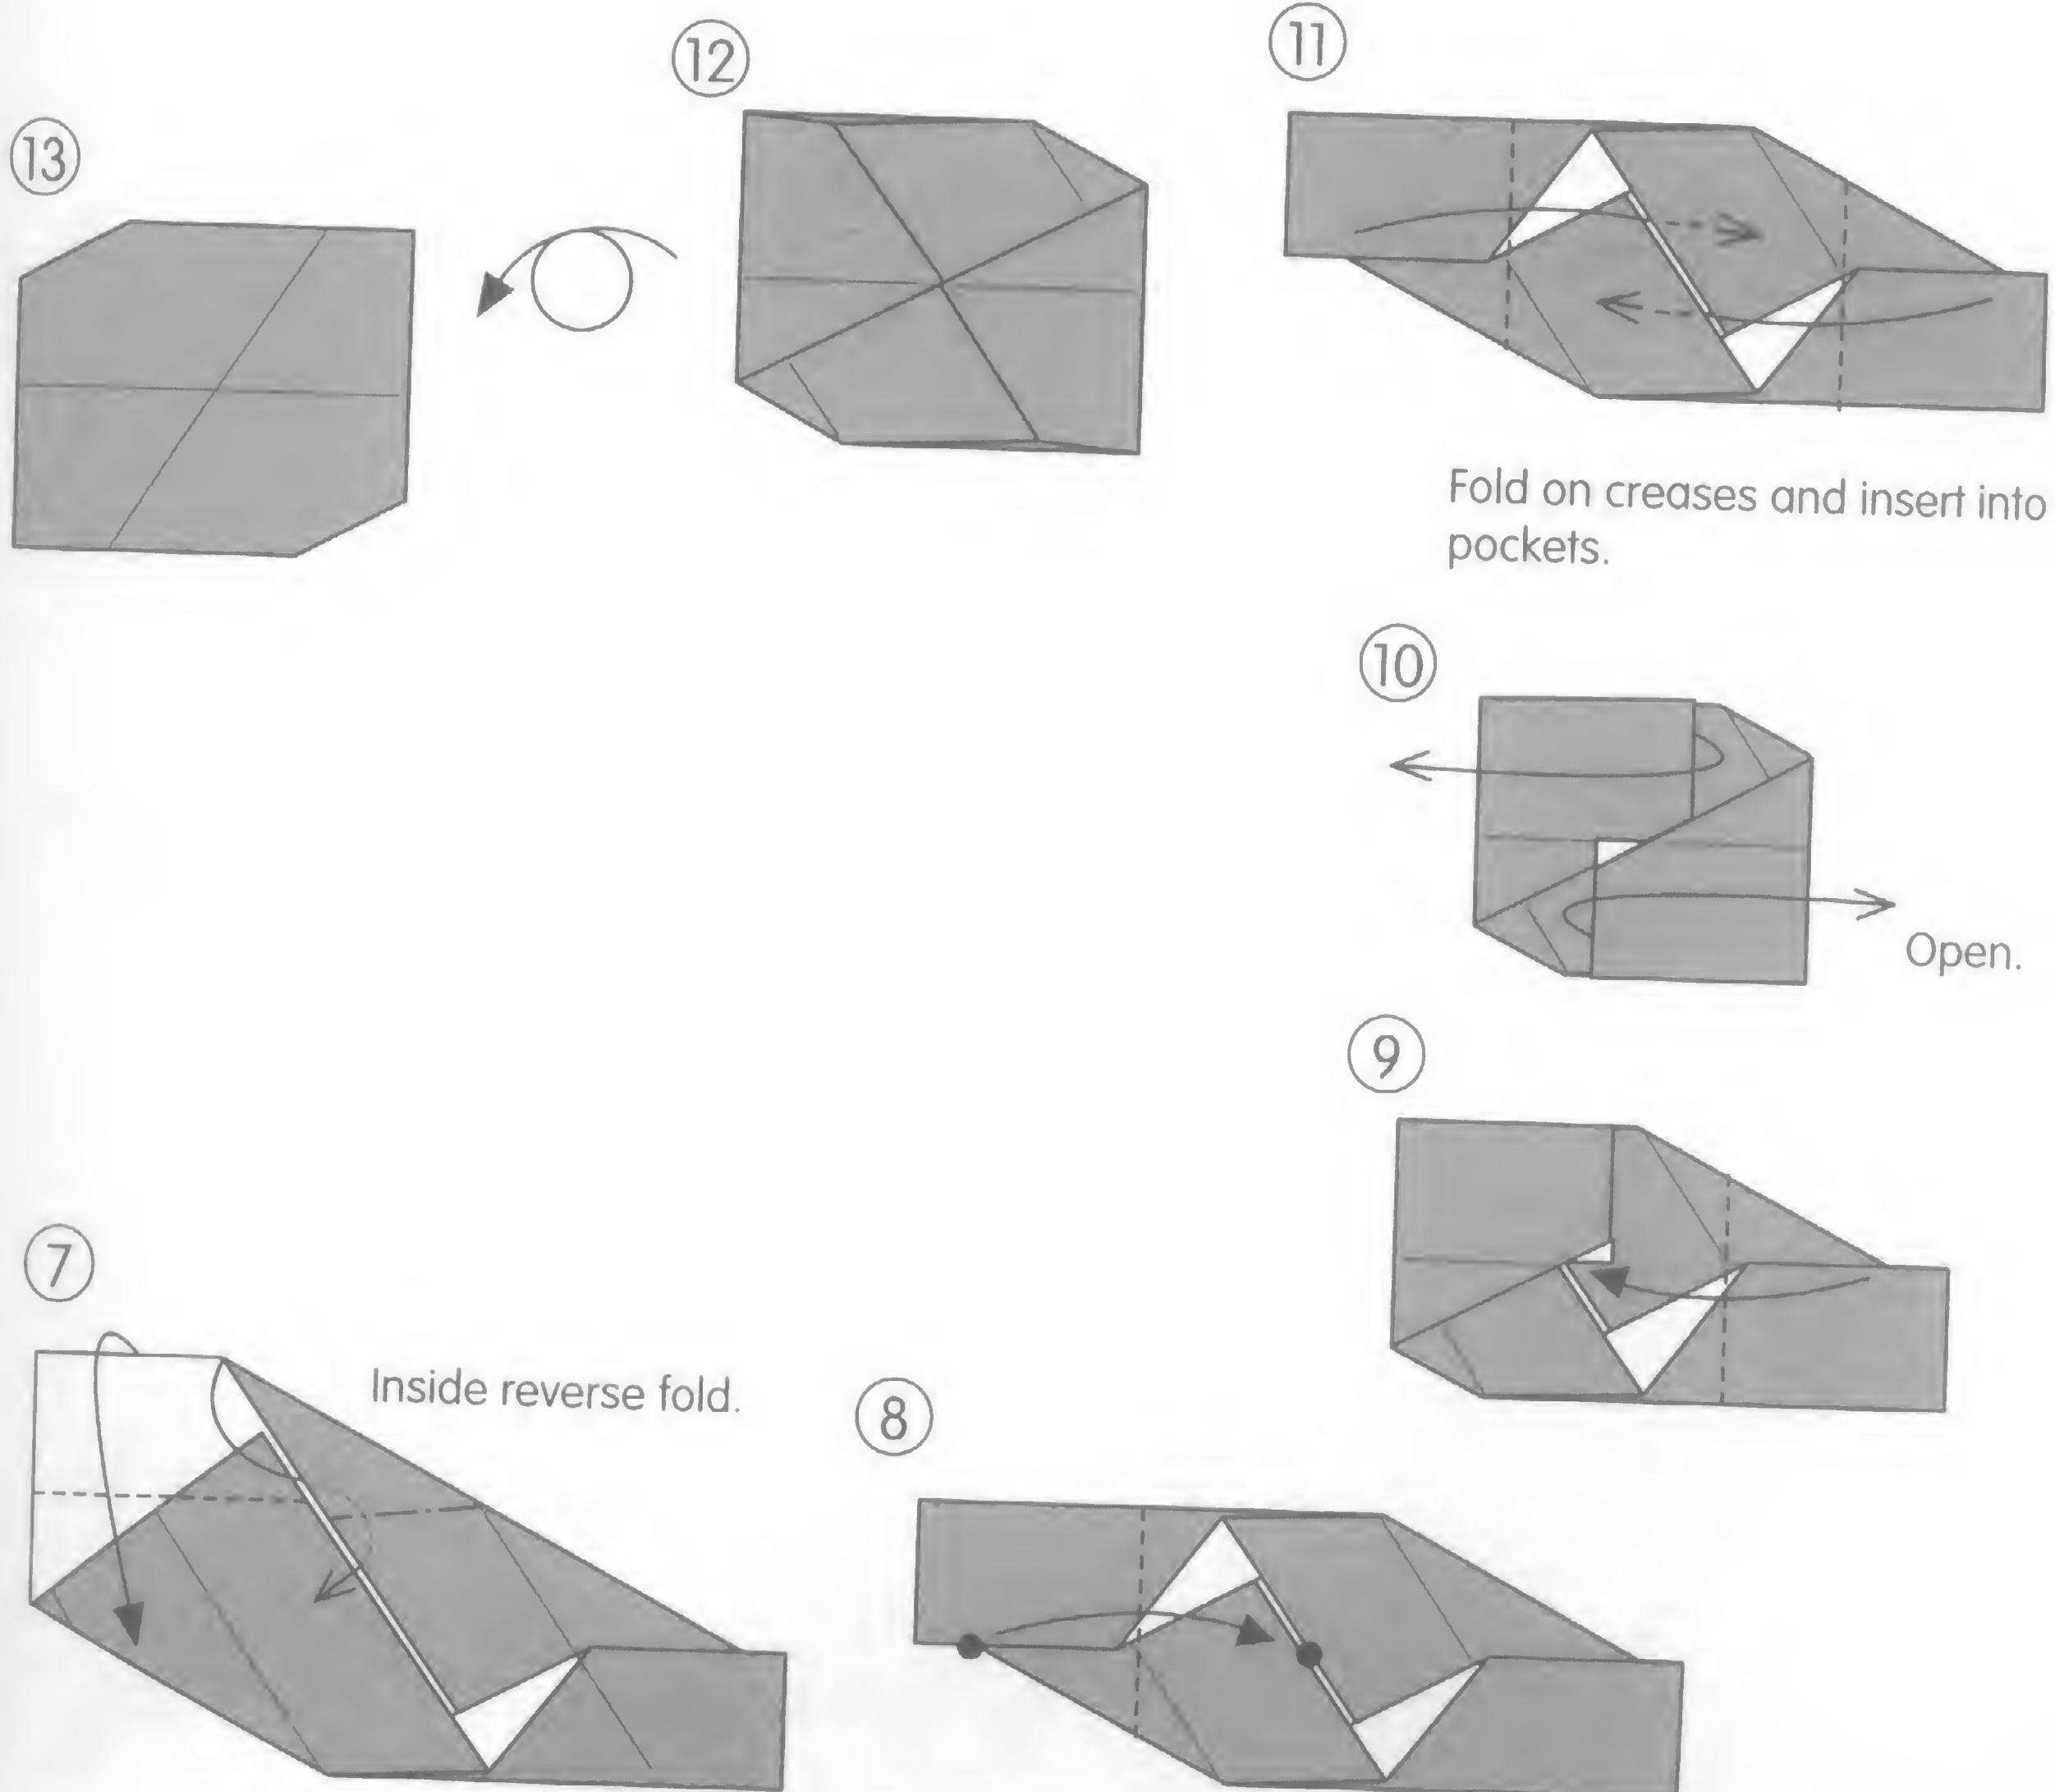 7
Inside reverse fold.
8
9
10
Open.
11
Fold on creases and insert into
pockets.
12
13